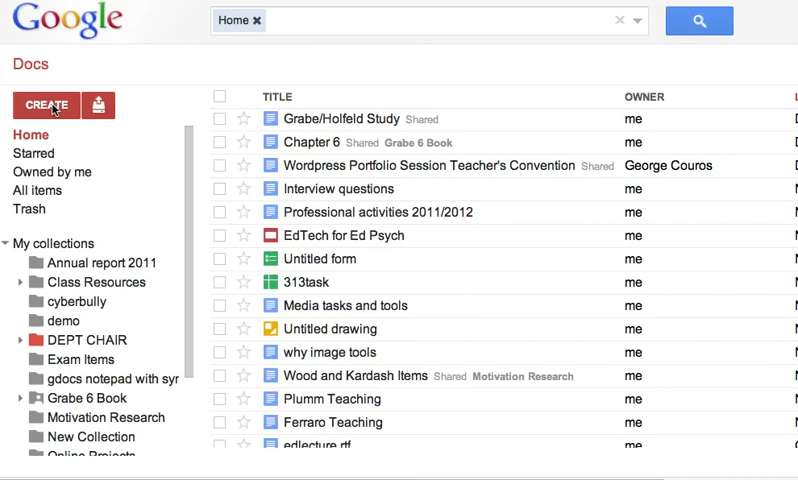 Google
Home
Docs
CREATE
TITLE OWNER
Home
Starred
Owned by me
All items
Trash
My collections
Annual report 2011
Class Resources
cyberbully
demo
DEPT CHAIR
Exam Items
gdocs notepad with syr
Grabe 6 Book
Motivation Research
New Collection
Online Projects
Grabe/Holfeld Study Shared me
Chapter 6 Shared Grabe 6 Book me
Wordpress Portfolio Session Teacher's Convention Shared George Couros
Interview questions me
Professional activities 2011/2012 me
EdTech for Ed Psych me
Untitled form me
313task me
Media tasks and tools me
Untitled drawing me
why image tools me
Wood and Kardash Items Shared Motivation Research me
Plumm Teaching me
Ferraro Teaching me
edlecture.rtf me